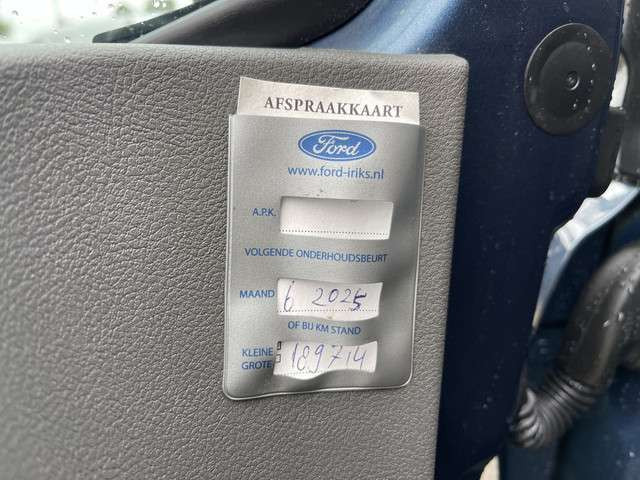 AFSPRAAKKAART
Ford
www.ford-iriks.nl
A.P.K.
VOLGENDE ONDERHOUDSBEURT
MAAND 6 2025
OF BIJ KM STAND
KLEINE
GROTE 189714